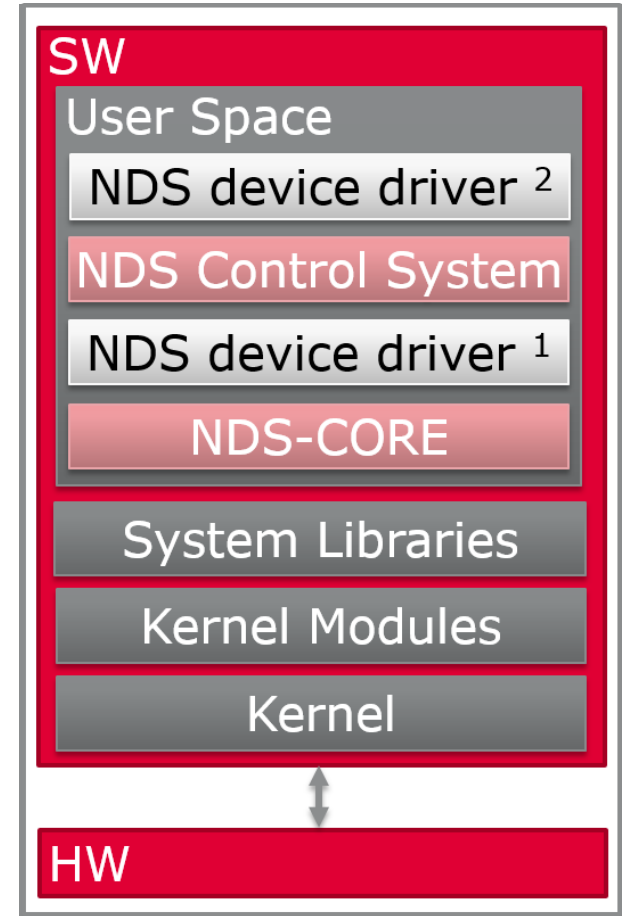 SW
User Space
NDS device driver ²
NDS Control System
NDS device driver ¹
NDS-CORE
System Libraries
Kernel Modules
Kernel
HW